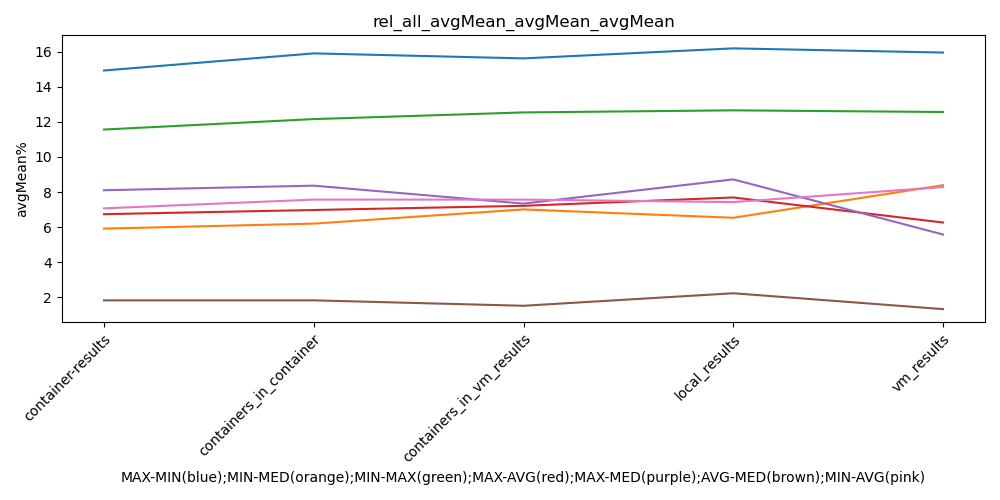 rel_all_avgMean_avgMean_avgMean
avgMean%
16
14
12
10
8
6
4
2
container-results
containers_in_container
containers_in_vm_results
local_results
vm_results
MAX-MIN(blue);MIN-MED(orange);MIN-MAX(green);MAX-AVG(red);MAX-MED(purple);AVG-MED(brown);MIN-AVG(pink)